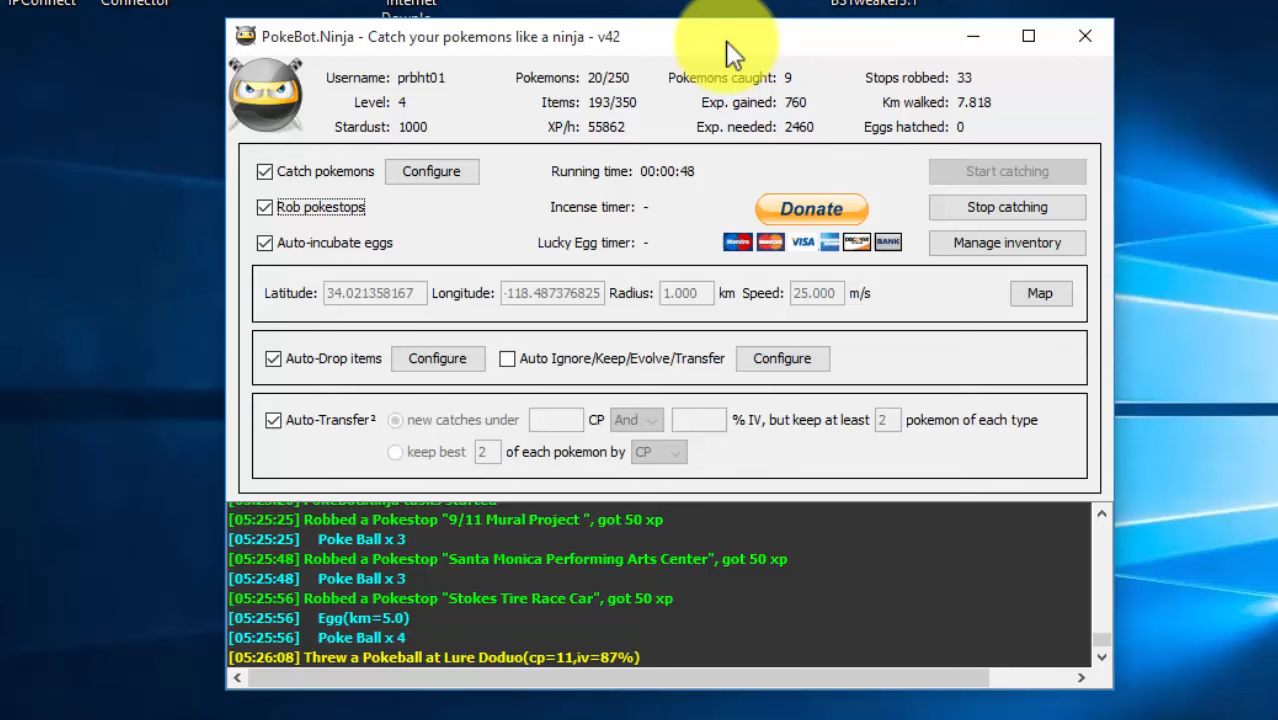 IPConnect Connector Internet BSTweaker5.1
PokeBot.Ninja - Catch your pokemons like a ninja - v42
Username: prbht01 Pokemons: 20/250 Pokemons caught: 9 Stops robbed: 33
Level: 4 Items: 193/350 Exp. gained: 760 Km walked: 7.818
Stardust: 1000 XP/h: 55862 Exp. needed: 2460 Eggs hatched: 0
Catch pokemons Configure Running time: 00:00:48 Start catching
Rob pokestops Incense timer: - Donate Stop catching
Auto-incubate eggs Lucky Egg timer: - Maestro MasterCard VISA DISCOVER BANK Manage inventory
Latitude: 34.021358167 Longitude: -118.487376825 Radius: 1.000 km Speed: 25.000 m/s Map
Auto-Drop items Configure Auto Ignore/Keep/Evolve/Transfer Configure
Auto-Transfer² new catches under CP And % IV, but keep at least 2 pokemon of each type
keep best 2 of each pokemon by CP
[05:25:25] Robbed a Pokestop "9/11 Mural Project ", got 50 xp
[05:25:25] Poke Ball x 3
[05:25:48] Robbed a Pokestop "Santa Monica Performing Arts Center", got 50 xp
[05:25:48] Poke Ball x 3
[05:25:56] Robbed a Pokestop "Stokes Tire Race Car", got 50 xp
[05:25:56] Egg(km=5.0)
[05:25:56] Poke Ball x 4
[05:26:08] Threw a Pokeball at Lure Doduo(cp=11,iv=87%)